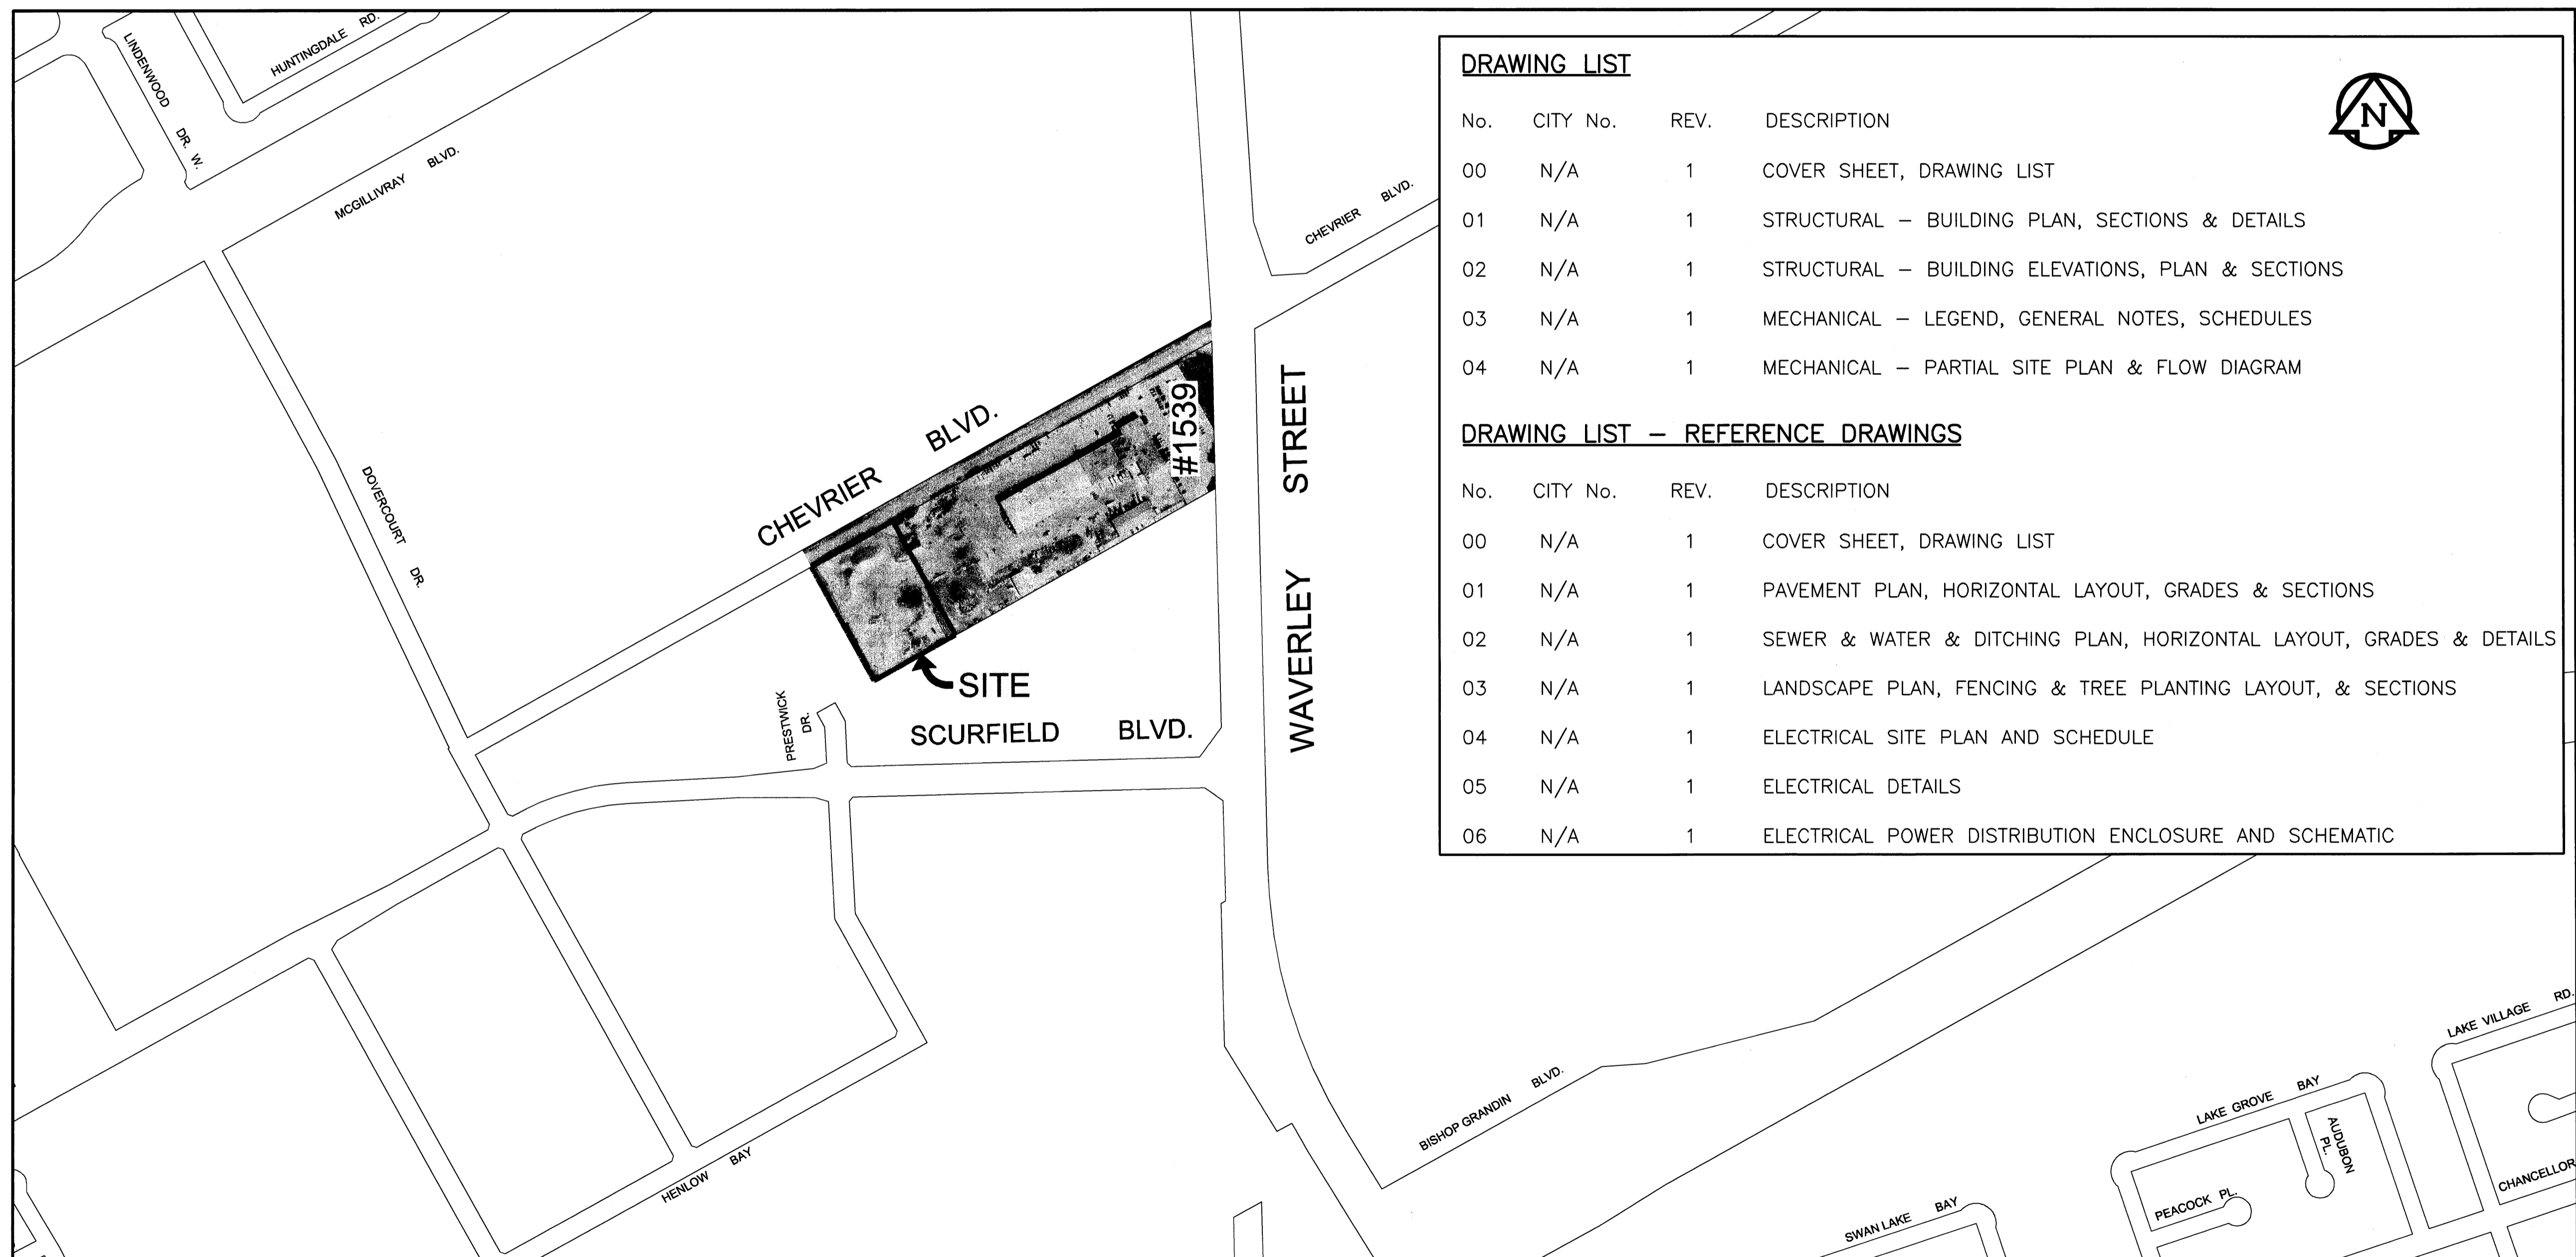 LINDENWOOD DR. W.
HUNTINGDALE RD.
MCGILLIVRAY BLVD.
DOVERCOURT DR.
CHEVRIER BLVD.
CHEVRIER BLVD.
#1539
WAVERLEY STREET
SITE
PRESTWICK DR.
SCURFIELD BLVD.
HENLOW BAY
BISHOP GRANDIN BLVD.
SWAN LAKE BAY
PEACOCK PL.
AUDUBON PL.
LAKE GROVE BAY
LAKE VILLAGE RD.
CHANCELLOR
DRAWING LIST
N
No. CITY No. REV. DESCRIPTION
00 N/A 1 COVER SHEET, DRAWING LIST
01 N/A 1 STRUCTURAL – BUILDING PLAN, SECTIONS & DETAILS
02 N/A 1 STRUCTURAL – BUILDING ELEVATIONS, PLAN & SECTIONS
03 N/A 1 MECHANICAL – LEGEND, GENERAL NOTES, SCHEDULES
04 N/A 1 MECHANICAL – PARTIAL SITE PLAN & FLOW DIAGRAM
DRAWING LIST – REFERENCE DRAWINGS
No. CITY No. REV. DESCRIPTION
00 N/A 1 COVER SHEET, DRAWING LIST
01 N/A 1 PAVEMENT PLAN, HORIZONTAL LAYOUT, GRADES & SECTIONS
02 N/A 1 SEWER & WATER & DITCHING PLAN, HORIZONTAL LAYOUT, GRADES & DETAILS
03 N/A 1 LANDSCAPE PLAN, FENCING & TREE PLANTING LAYOUT, & SECTIONS
04 N/A 1 ELECTRICAL SITE PLAN AND SCHEDULE
05 N/A 1 ELECTRICAL DETAILS
06 N/A 1 ELECTRICAL POWER DISTRIBUTION ENCLOSURE AND SCHEMATIC